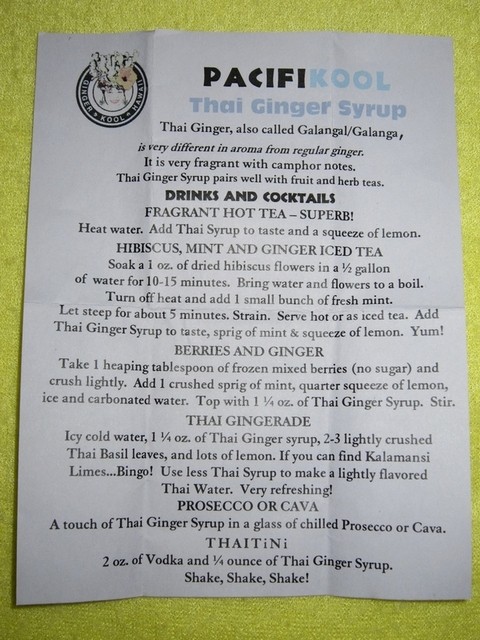 GINGER KOOL HAWAII
PACIFIKOOL
Thai Ginger Syrup
Thai Ginger, also called Galangal/Galanga,
is very different in aroma from regular ginger.
It is very fragrant with camphor notes.
Thai Ginger Syrup pairs well with fruit and herb teas.
DRINKS AND COCKTAILS
FRAGRANT HOT TEA – SUPERB!
Heat water. Add Thai Syrup to taste and a squeeze of lemon.
HIBISCUS, MINT AND GINGER ICED TEA
Soak a 1 oz. of dried hibiscus flowers in a ½ gallon
of water for 10-15 minutes. Bring water and flowers to a boil.
Turn off heat and add 1 small bunch of fresh mint.
Let steep for about 5 minutes. Strain. Serve hot or as iced tea. Add
Thai Ginger Syrup to taste, sprig of mint & squeeze of lemon. Yum!
BERRIES AND GINGER
Take 1 heaping tablespoon of frozen mixed berries (no sugar) and
crush lightly. Add 1 crushed sprig of mint, quarter squeeze of lemon,
ice and carbonated water. Top with 1 ¼ oz. of Thai Ginger Syrup. Stir.
THAI GINGERADE
Icy cold water, 1 ¼ oz. of Thai Ginger syrup, 2-3 lightly crushed
Thai Basil leaves, and lots of lemon. If you can find Kalamansi
Limes...Bingo! Use less Thai Syrup to make a lightly flavored
Thai Water. Very refreshing!
PROSECCO OR CAVA
A touch of Thai Ginger Syrup in a glass of chilled Prosecco or Cava.
THAITiNi
2 oz. of Vodka and ¼ ounce of Thai Ginger Syrup.
Shake, Shake, Shake!